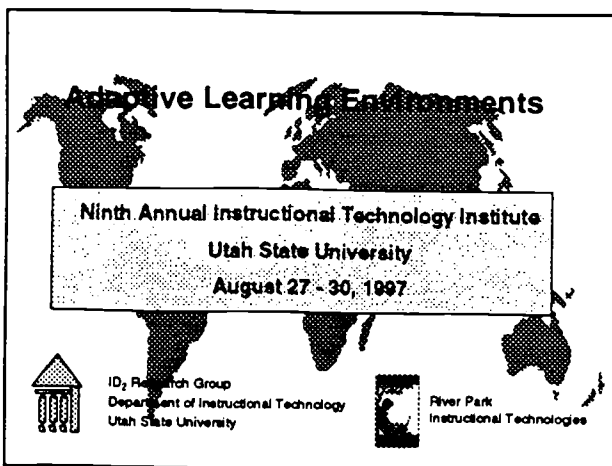 Adaptive Learning Environments
Ninth Annual Instructional Technology Institute
Utah State University
August 27 - 30, 1997
ID₂ Research Group
Department of Instructional Technology
Utah State University
River Park
Instructional Technologies